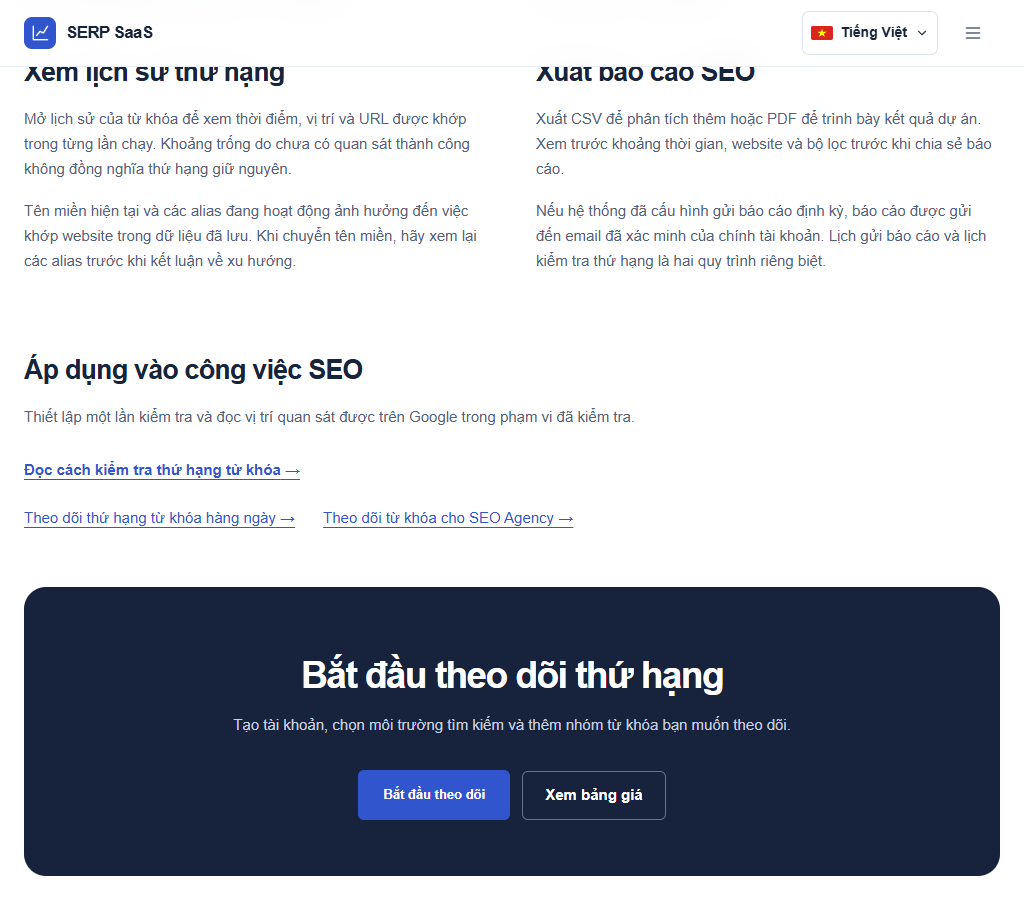 SERP SaaS
Tiếng Việt
Xem lịch sử thứ hạng
Mở lịch sử của từ khóa để xem thời điểm, vị trí và URL được khớp
trong từng lần chạy. Khoảng trống do chưa có quan sát thành công
không đồng nghĩa thứ hạng giữ nguyên.
Tên miền hiện tại và các alias đang hoạt động ảnh hưởng đến việc
khớp website trong dữ liệu đã lưu. Khi chuyển tên miền, hãy xem lại
các alias trước khi kết luận về xu hướng.
Xuất báo cáo SEO
Xuất CSV để phân tích thêm hoặc PDF để trình bày kết quả dự án.
Xem trước khoảng thời gian, website và bộ lọc trước khi chia sẻ báo
cáo.
Nếu hệ thống đã cấu hình gửi báo cáo định kỳ, báo cáo được gửi
đến email đã xác minh của chính tài khoản. Lịch gửi báo cáo và lịch
kiểm tra thứ hạng là hai quy trình riêng biệt.
Áp dụng vào công việc SEO
Thiết lập một lần kiểm tra và đọc vị trí quan sát được trên Google trong phạm vi đã kiểm tra.
Đọc cách kiểm tra thứ hạng từ khóa →
Theo dõi thứ hạng từ khóa hàng ngày → Theo dõi từ khóa cho SEO Agency →
Bắt đầu theo dõi thứ hạng
Tạo tài khoản, chọn môi trường tìm kiếm và thêm nhóm từ khóa bạn muốn theo dõi.
Bắt đầu theo dõi Xem bảng giá